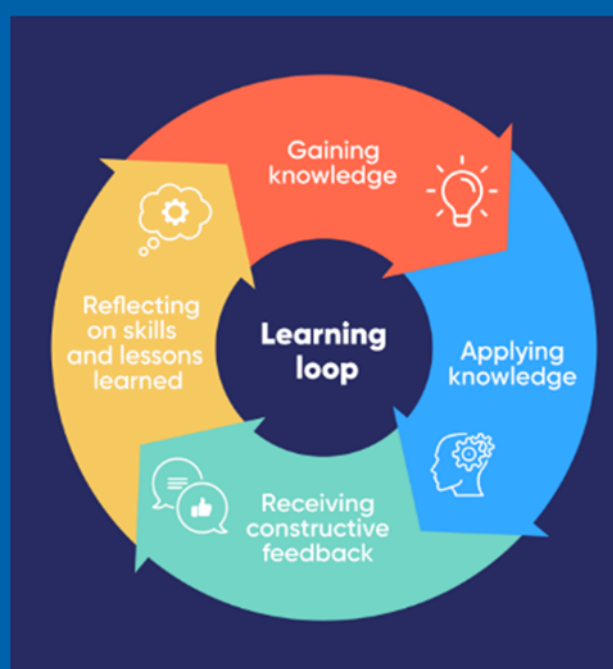 Gaining
knowledge
Applying
knowledge
Receiving
constructive
feedback
Reflecting
on skills
and lessons
learned
Learning
loop